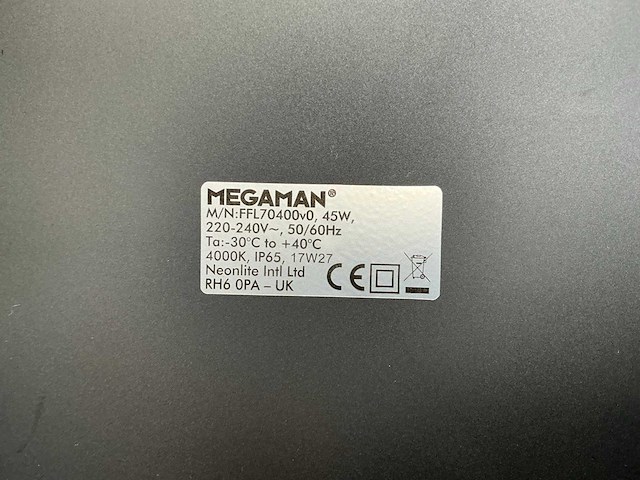 MEGAMAN®
M/N:FFL70400v0, 45W,
220-240V~, 50/60Hz
Ta:-30°C to +40°C
4000K, IP65, 17W27
Neonlite Intl Ltd
RH6 0PA – UK
CE